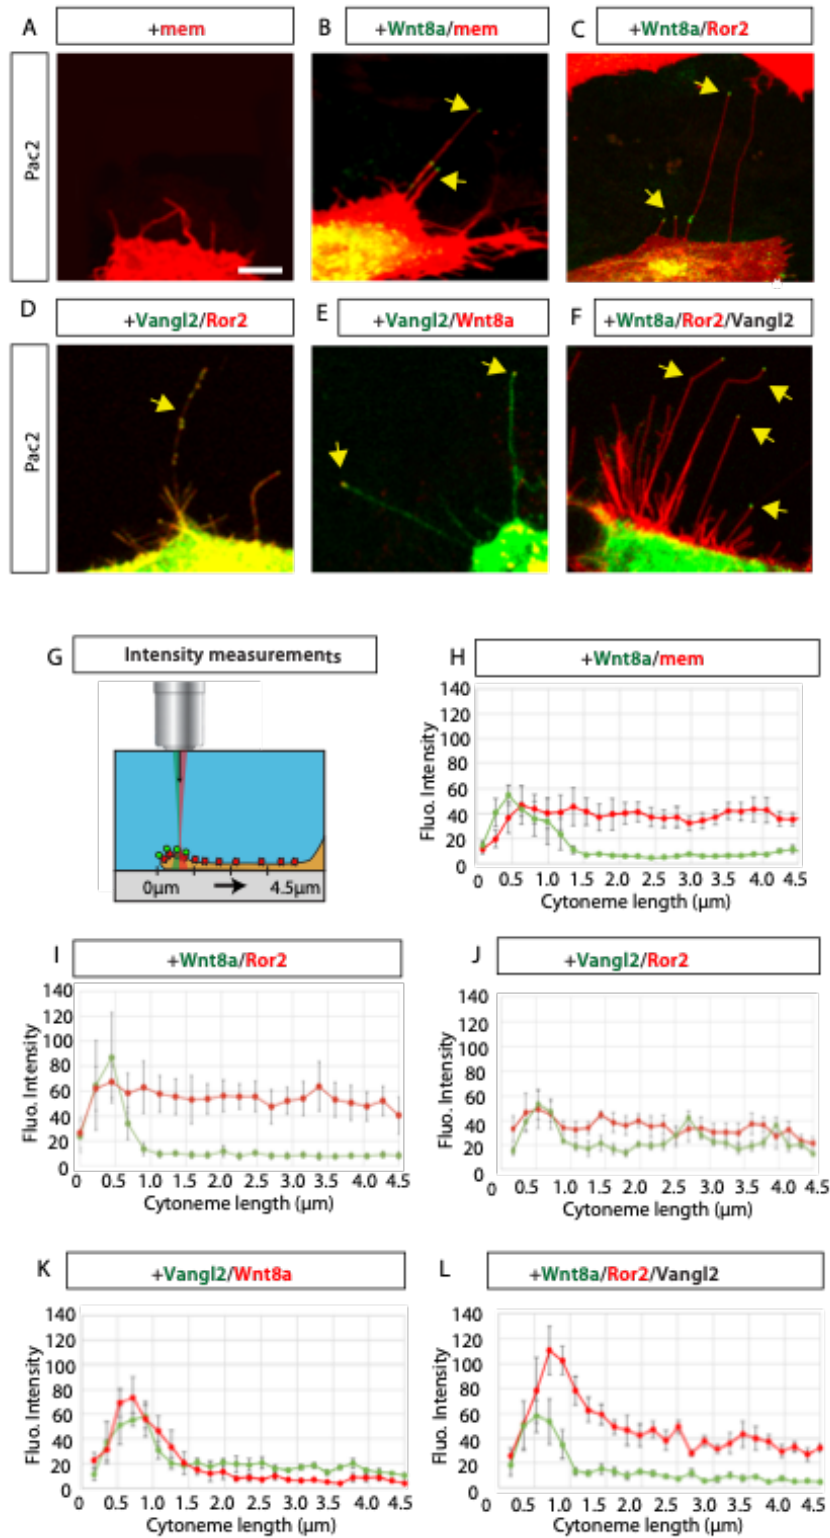 A +mem B +Wnt8a/mem C +Wnt8a/Ror2
Pac2
D +Vangl2/Ror2 E +Vangl2/Wnt8a F +Wnt8a/Ror2/Vangl2
Pac2
G Intensity measurements
0µm 4.5µm
H +Wnt8a/mem
Fluo. Intensity
140
120
100
80
60
40
20
0
0 0.5 1.0 1.5 2.0 2.5 3.0 3.5 4.0 4.5
Cytoneme length (µm)
I +Wnt8a/Ror2
Fluo. Intensity
140
120
100
80
60
40
20
0
0 0.5 1.0 1.5 2.0 2.5 3.0 3.5 4.0 4.5
Cytoneme length (µm)
J +Vangl2/Ror2
Fluo. Intensity
140
120
100
80
60
40
20
0
0 0.5 1.0 1.5 2.0 2.5 3.0 3.5 4.0 4.5
Cytoneme length (µm)
K +Vangl2/Wnt8a
Fluo. Intensity
140
120
100
80
60
40
20
0
0 0.5 1.0 1.5 2.0 2.5 3.0 3.5 4.0 4.5
Cytoneme length (µm)
L +Wnt8a/Ror2/Vangl2
Fluo. Intensity
140
120
100
80
60
40
20
0
0 0.5 1.0 1.5 2.0 2.5 3.0 3.5 4.0 4.5
Cytoneme length (µm)